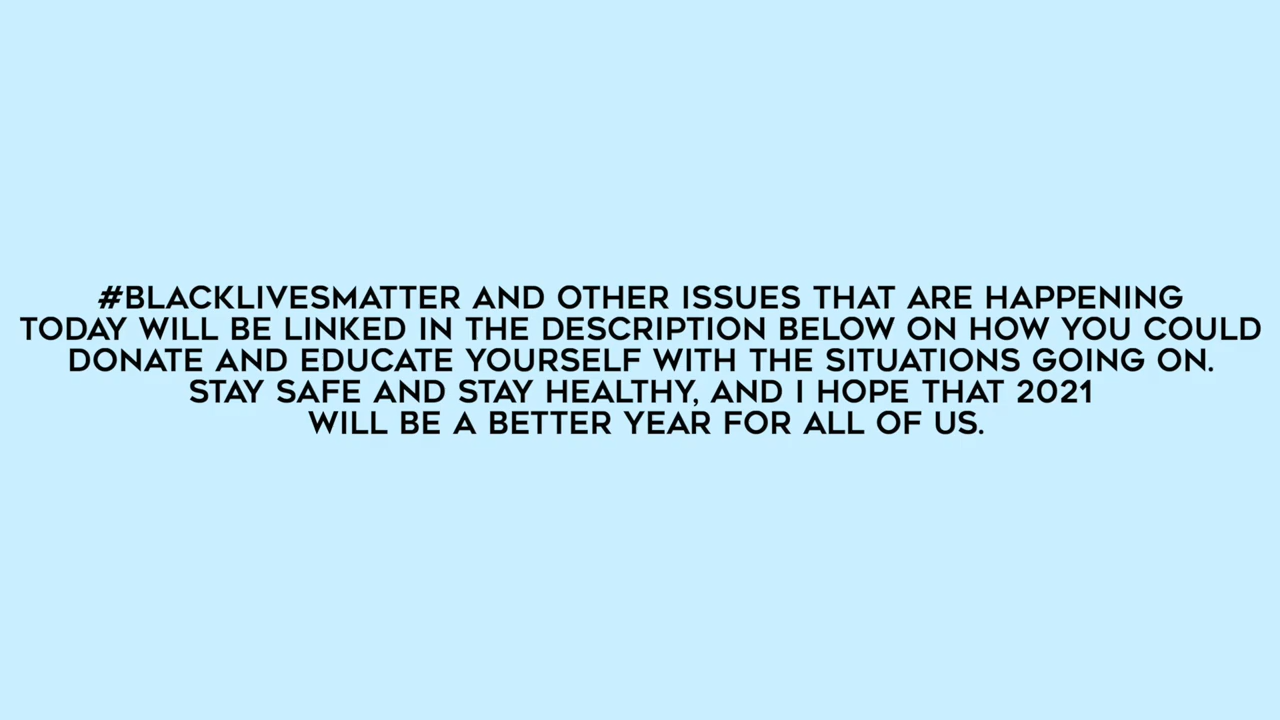 #BLACKLIVESMATTER AND OTHER ISSUES THAT ARE HAPPENING
TODAY WILL BE LINKED IN THE DESCRIPTION BELOW ON HOW YOU COULD
DONATE AND EDUCATE YOURSELF WITH THE SITUATIONS GOING ON.
STAY SAFE AND STAY HEALTHY, AND I HOPE THAT 2021
WILL BE A BETTER YEAR FOR ALL OF US.